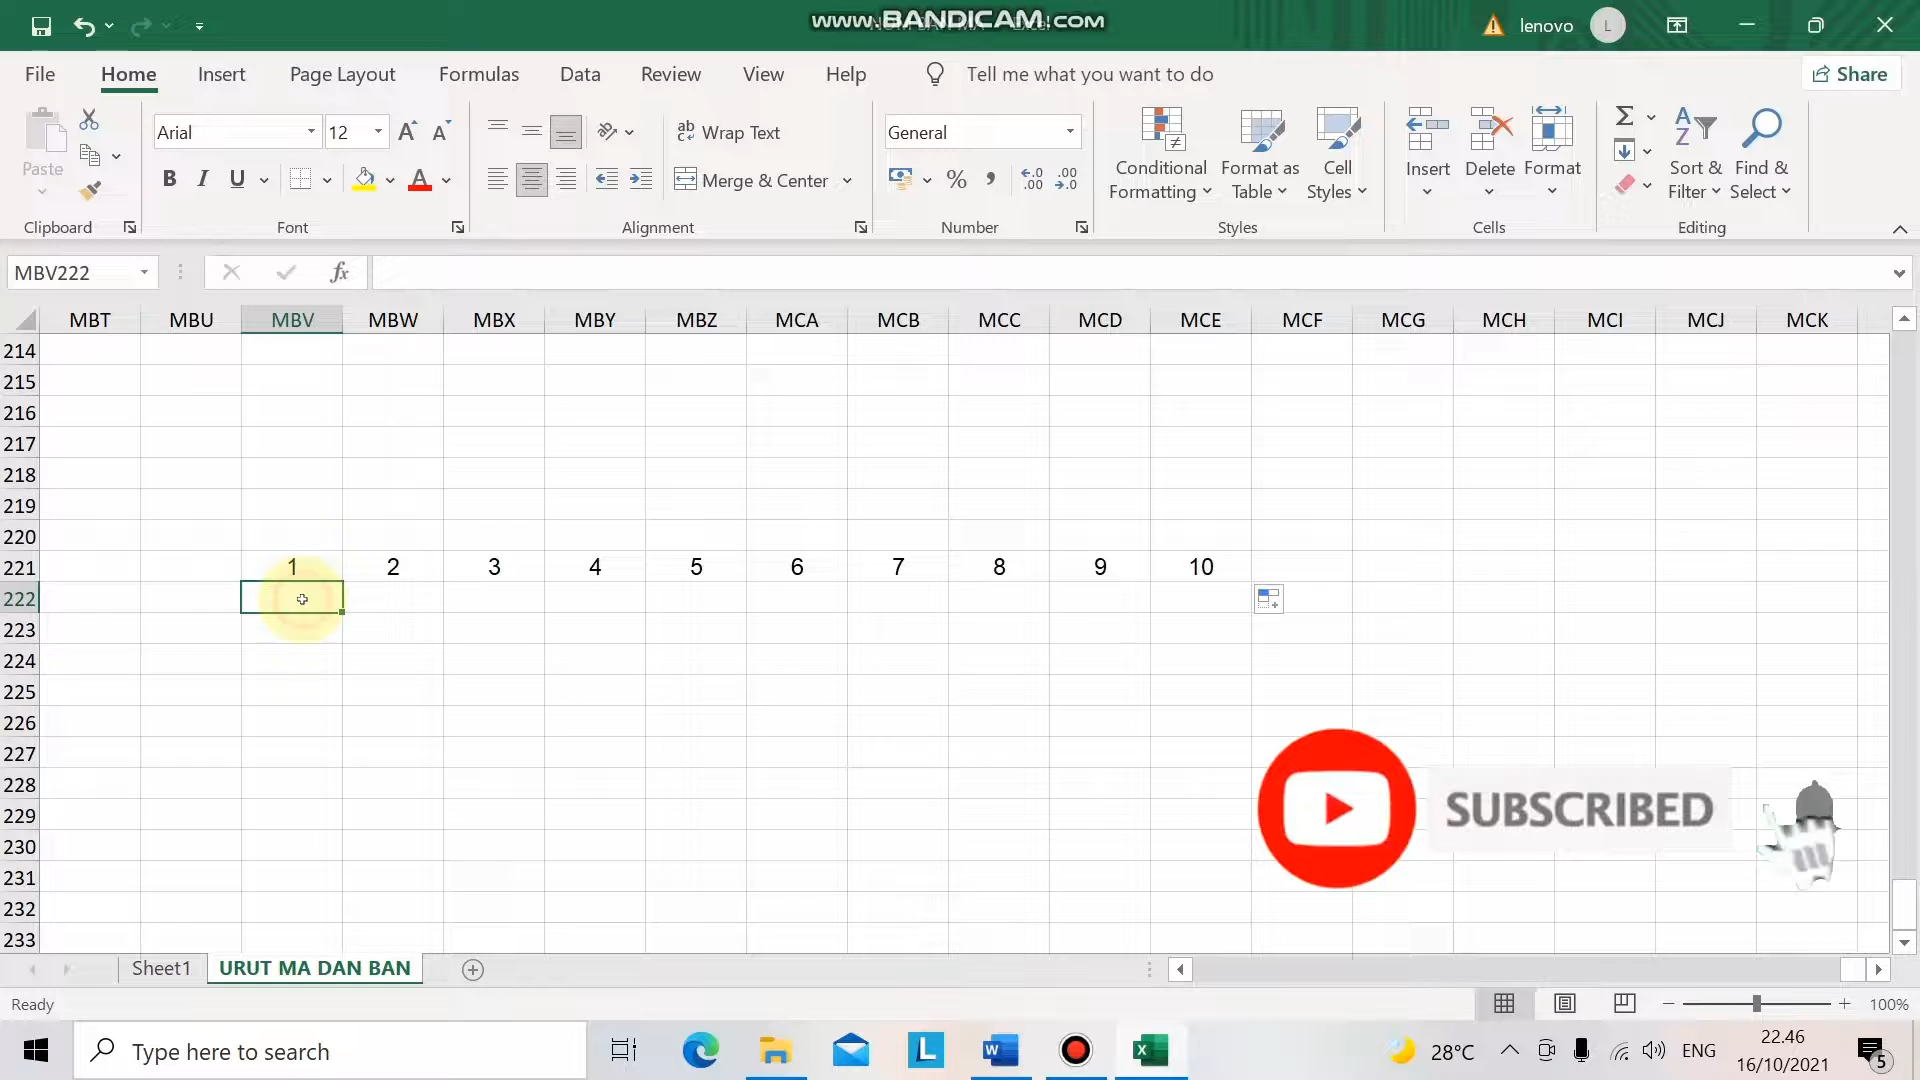 www.BANDICAM.COM
lenovo L
File Home Insert Page Layout Formulas Data Review View Help Tell me what you want to do Share
Paste
Clipboard
Arial 12
B I U
Font
ab Wrap Text
Merge & Center
Alignment
General
% , .00
Number
Conditional Formatting
Format as Table
Cell Styles
Styles
Insert Delete Format
Cells
Sort & Filter
Find & Select
Editing
MBV222 fx
MBT MBU MBV MBW MBX MBY MBZ MCA MCB MCC MCD MCE MCF MCG MCH MCI MCJ MCK
214
215
216
217
218
219
220
221 1 2 3 4 5 6 7 8 9 10
222
223
224
225
226
227
228
229
230
231
232
233
SUBSCRIBED
Sheet1 URUT MA DAN BAN
Ready 100%
Type here to search
28°C ENG 22.46
16/10/2021
5